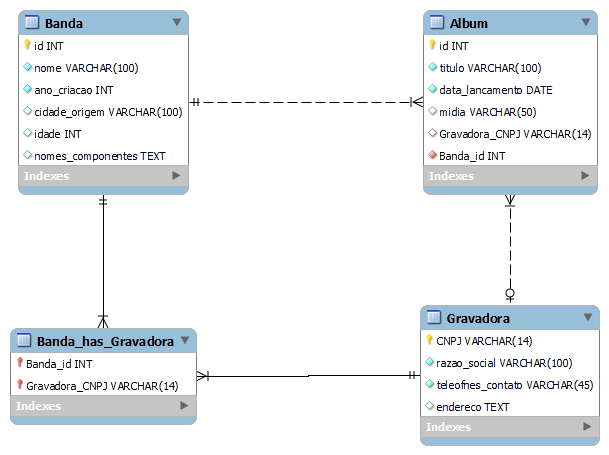 Banda
id INT
nome VARCHAR(100)
ano_criacao INT
cidade_origem VARCHAR(100)
idade INT
nomes_componentes TEXT
Indexes
Album
id INT
titulo VARCHAR(100)
data_lancamento DATE
midia VARCHAR(50)
Gravadora_CNPJ VARCHAR(14)
Banda_id INT
Indexes
Banda_has_Gravadora
Banda_id INT
Gravadora_CNPJ VARCHAR(14)
Indexes
Gravadora
CNPJ VARCHAR(14)
razao_social VARCHAR(100)
teleofnes_contato VARCHAR(45)
endereco TEXT
Indexes